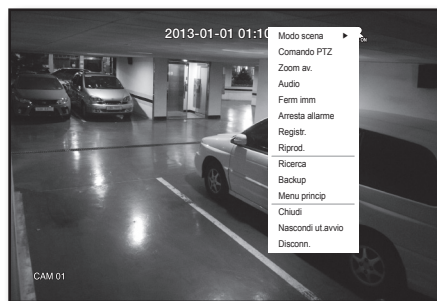 2013-01-01 01:10
ON
Modo scena
Comando PTZ
Zoom av.
Audio
Ferm imm
Arresta allarme
Registr.
Riprod.
Ricerca
Backup
Menu princip
Chiudi
Nascondi ut.avvio
Disconn.
CAM 01